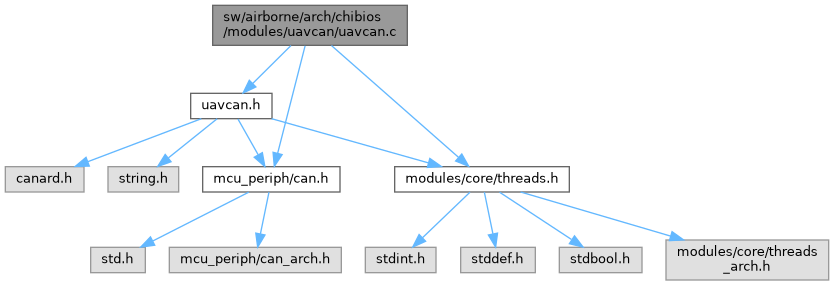 sw/airborne/arch/chibios
/modules/uavcan/uavcan.c
uavcan.h
canard.h
string.h
mcu_periph/can.h
modules/core/threads.h
std.h
mcu_periph/can_arch.h
stdint.h
stddef.h
stdbool.h
modules/core/threads
_arch.h